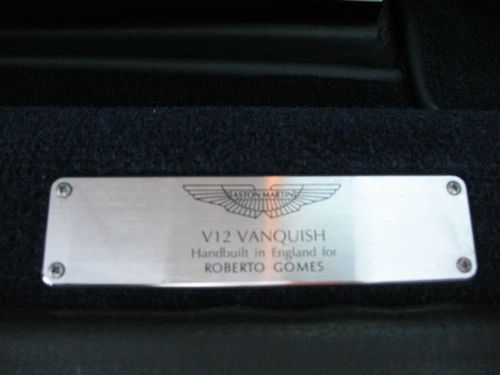 ASTON MARTIN
V12 VANQUISH
Handbuilt in England for
ROBERTO GOMES